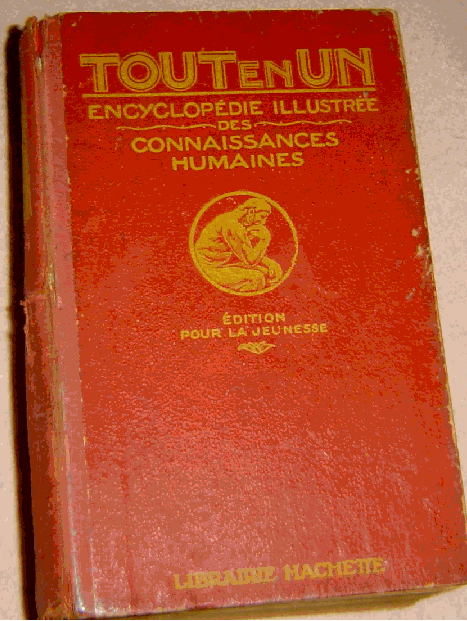 TOUT EN UN
ENCYCLOPÉDIE ILLUSTRÉE
DES
CONNAISSANCES
HUMAINES
ÉDITION
POUR LA JEUNESSE
LIBRAIRIE HACHETTE